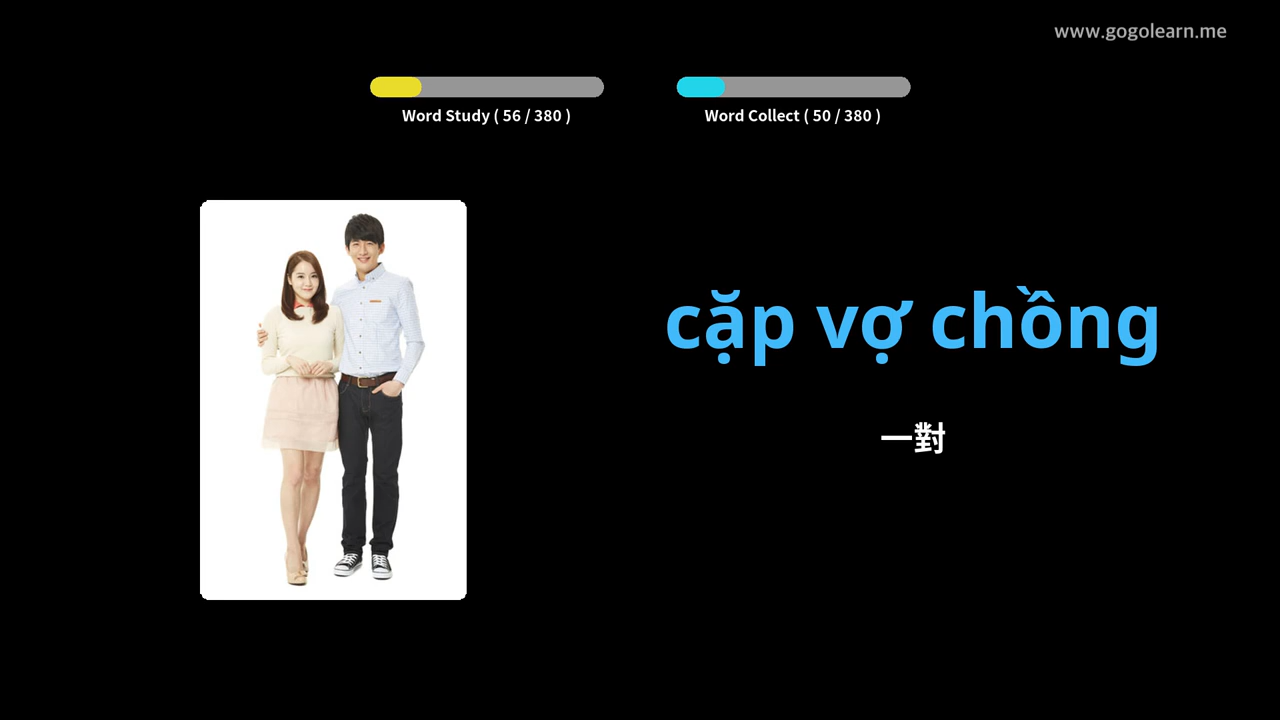 www.gogolearn.me
Word Study ( 56 / 380 )
Word Collect ( 50 / 380 )
cặp vợ chồng
一對